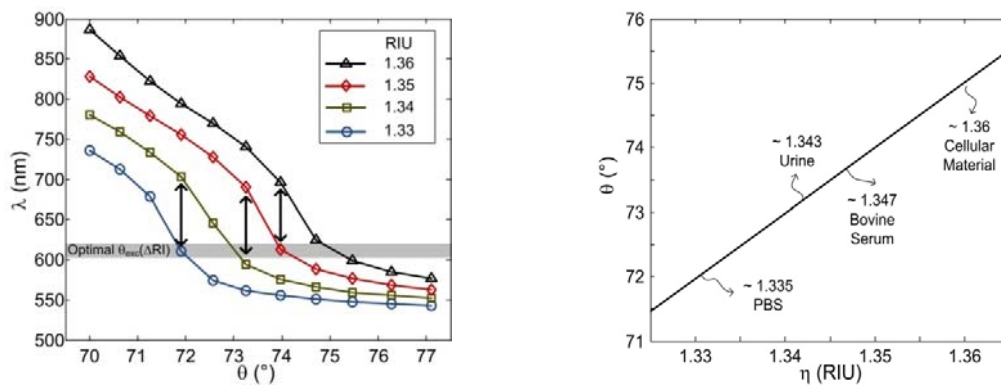 900
850
800
750
700
650
600
550
500
λ (nm)
RIU
1.36
1.35
1.34
1.33
Optimal θexc(ΔRI)
70 71 72 73 74 75 76 77
θ (°)
76
75
74
73
72
71
θ (°)
~ 1.36
Cellular
Material
~ 1.343
Urine
~ 1.347
Bovine
Serum
~ 1.335
PBS
1.33 1.34 1.35 1.36
η (RIU)